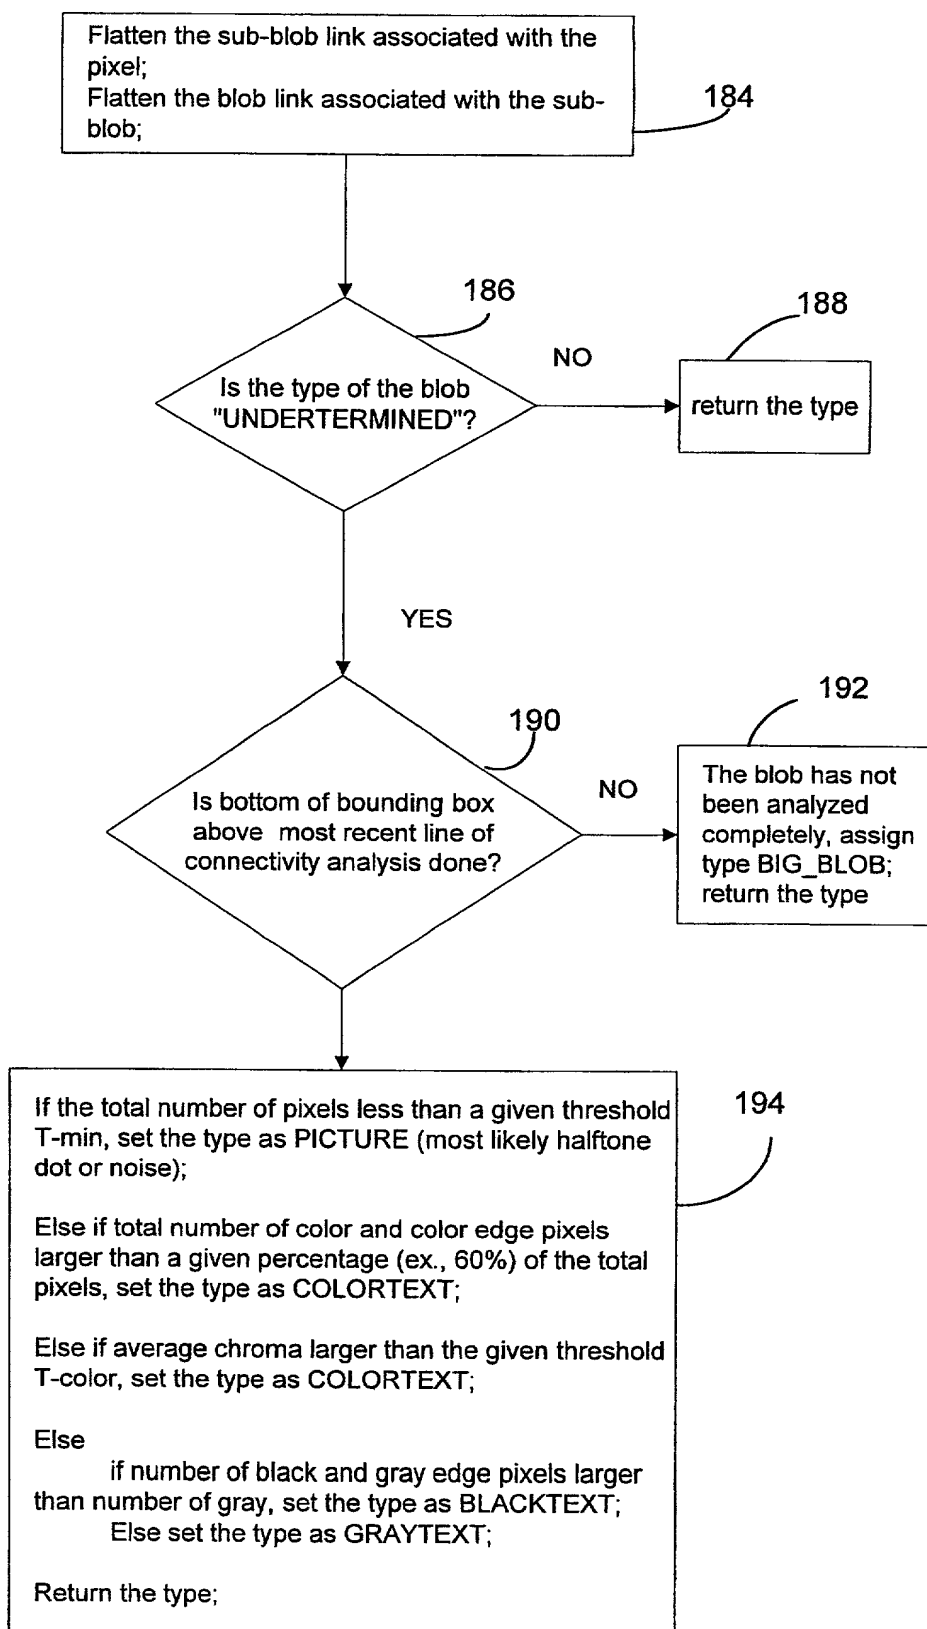 Flatten the sub-blob link associated with the
pixel;
Flatten the blob link associated with the sub-
blob;
184
186
Is the type of the blob
"UNDERTERMINED"?
NO
188
return the type
YES
190
Is bottom of bounding box
above most recent line of
connectivity analysis done?
NO
192
The blob has not
been analyzed
completely, assign
type BIG_BLOB;
return the type
194
If the total number of pixels less than a given threshold
T-min, set the type as PICTURE (most likely halftone
dot or noise);
Else if total number of color and color edge pixels
larger than a given percentage (ex., 60%) of the total
pixels, set the type as COLORTEXT;
Else if average chroma larger than the given threshold
T-color, set the type as COLORTEXT;
Else
if number of black and gray edge pixels larger
than number of gray, set the type as BLACKTEXT;
Else set the type as GRAYTEXT;
Return the type;